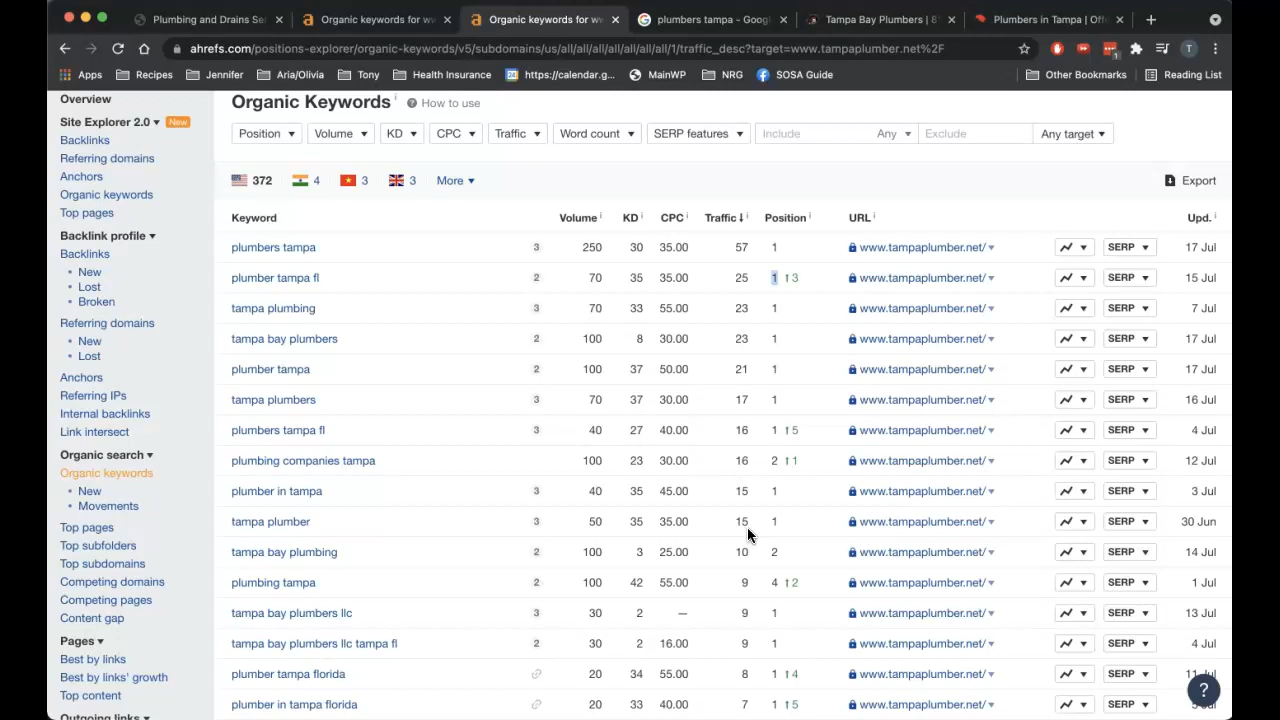 Plumbing and Drains Se
Organic keywords for w
Organic keywords for w
plumbers tampa - Googl
Tampa Bay Plumbers | 8
Plumbers in Tampa | Off
ahrefs.com/positions-explorer/organic-keywords/v5/subdomains/us/all/all/all/all/all/all/all/1/traffic_desc?target=www.tampaplumber.net%2F
Apps Recipes Jennifer Aria/Olivia Tony Health Insurance https://calendar.g... MainWP NRG SOSA Guide Other Bookmarks Reading List
Overview
Site Explorer 2.0 New
Backlinks
Referring domains
Anchors
Organic keywords
Top pages
Backlink profile
Backlinks
New
Lost
Broken
Referring domains
New
Lost
Anchors
Referring IPs
Internal backlinks
Link intersect
Organic search
Organic keywords
New
Movements
Top pages
Top subfolders
Top subdomains
Competing domains
Competing pages
Content gap
Pages
Best by links
Best by links' growth
Top content
Outgoing links
Organic Keywords i ? How to use
Position Volume KD CPC Traffic Word count SERP features Include Any Exclude Any target
372 4 3 3 More Export
Keyword Volume KD CPC Traffic Position URL Upd.
plumbers tampa 3 250 30 35.00 57 1 www.tampaplumber.net/ SERP 17 Jul
plumber tampa fl 2 70 35 35.00 25 1 ↑3 www.tampaplumber.net/ SERP 15 Jul
tampa plumbing 3 70 33 55.00 23 1 www.tampaplumber.net/ SERP 7 Jul
tampa bay plumbers 2 100 8 30.00 23 1 www.tampaplumber.net/ SERP 17 Jul
plumber tampa 2 100 37 50.00 21 1 www.tampaplumber.net/ SERP 17 Jul
tampa plumbers 3 70 37 30.00 17 1 www.tampaplumber.net/ SERP 16 Jul
plumbers tampa fl 3 40 27 40.00 16 1 ↑5 www.tampaplumber.net/ SERP 4 Jul
plumbing companies tampa 100 23 30.00 16 2 ↑1 www.tampaplumber.net/ SERP 12 Jul
plumber in tampa 3 40 35 45.00 15 1 www.tampaplumber.net/ SERP 3 Jul
tampa plumber 3 50 35 35.00 15 1 www.tampaplumber.net/ SERP 30 Jun
tampa bay plumbing 2 100 3 25.00 10 2 www.tampaplumber.net/ SERP 14 Jul
plumbing tampa 2 100 42 55.00 9 4 ↑2 www.tampaplumber.net/ SERP 1 Jul
tampa bay plumbers llc 3 30 2 — 9 1 www.tampaplumber.net/ SERP 13 Jul
tampa bay plumbers llc tampa fl 2 30 2 16.00 9 1 www.tampaplumber.net/ SERP 4 Jul
plumber tampa florida 20 34 55.00 8 1 ↑4 www.tampaplumber.net/ SERP 11 Jul
plumber in tampa florida 20 33 40.00 7 1 ↑5 www.tampaplumber.net/ SERP